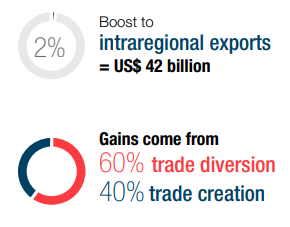 2%
Boost to
intraregional exports
= US$ 42 billion
Gains come from
60% trade diversion
40% trade creation